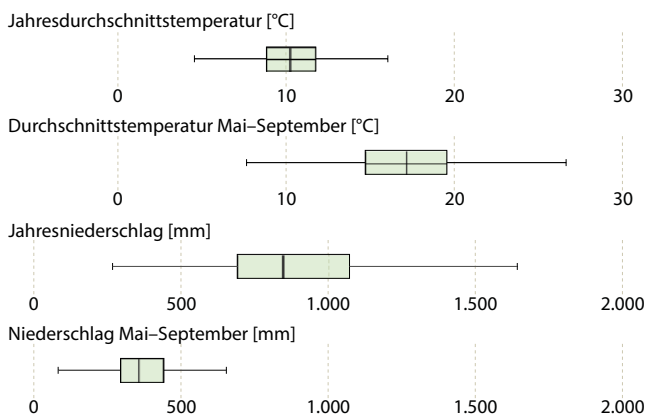 Jahresdurchschnittstemperatur [°C]
0 10 20 30
Durchschnittstemperatur Mai–September [°C]
0 10 20 30
Jahresniederschlag [mm]
0 500 1.000 1.500 2.000
Niederschlag Mai–September [mm]
0 500 1.000 1.500 2.000